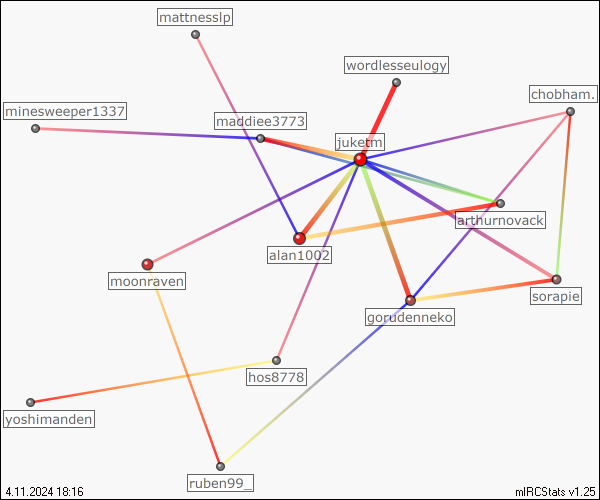 mattnesslp
wordlesseulogy
chobham.
minesweeper1337
maddiee3773
juketm
arthurnovack
alan1002
moonraven
sorapie
gorudenneko
hos8778
yoshimanden
ruben99_
4.11.2024 18:16
mIRCStats v1.25